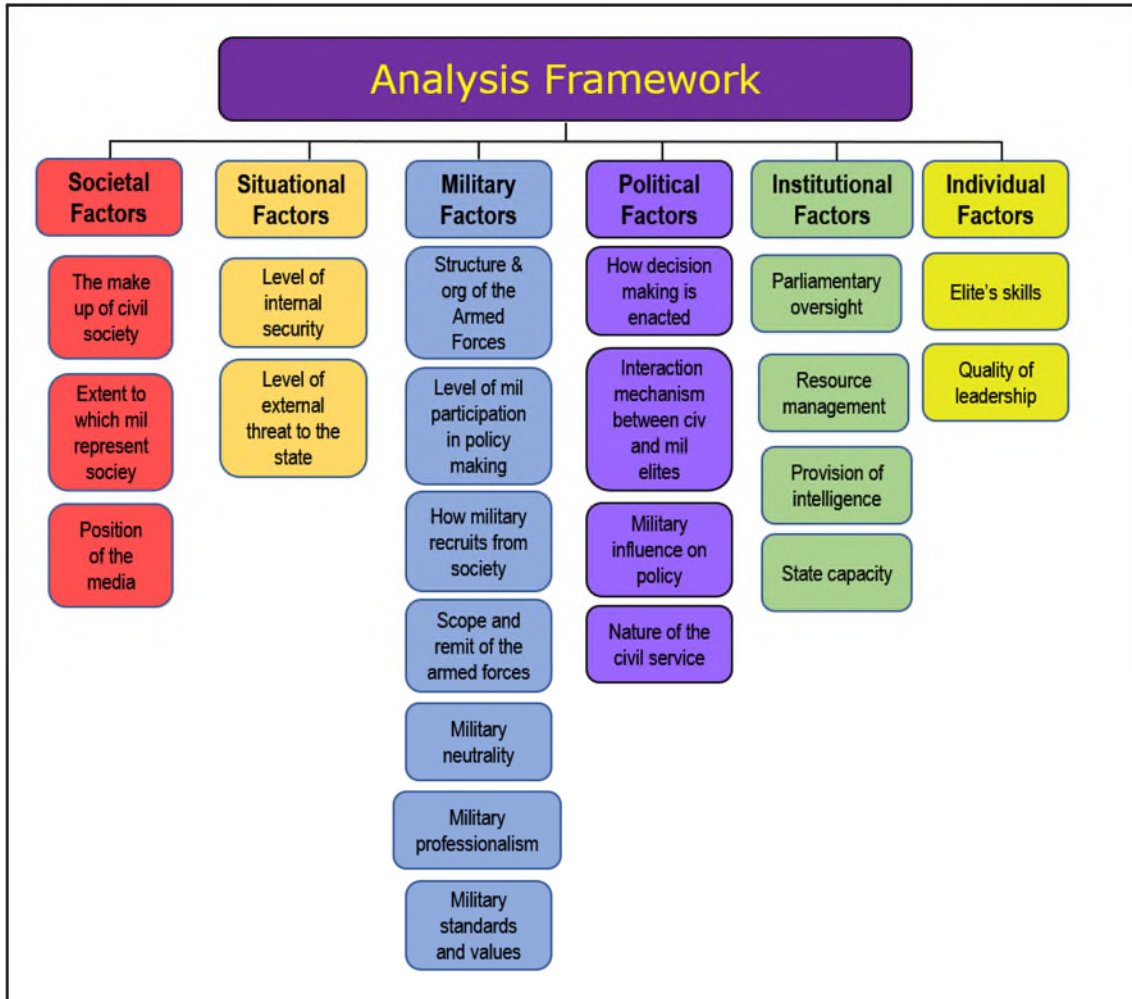 Analysis Framework
Societal
Factors
The make
up of civil
society
Extent to
which mil
represent
sociey
Position
of the
media
Situational
Factors
Level of
internal
security
Level of
external
threat to the
state
Military
Factors
Structure &
org of the
Armed
Forces
Level of mil
participation
in policy
making
How military
recruits from
society
Scope and
remit of the
armed forces
Military
neutrality
Military
professionalism
Military
standards
and values
Political
Factors
How decision
making is
enacted
Interaction
mechanism
between civ
and mil
elites
Military
influence on
policy
Nature of the
civil service
Institutional
Factors
Parliamentary
oversight
Resource
management
Provision of
intelligence
State capacity
Individual
Factors
Elite's skills
Quality of
leadership